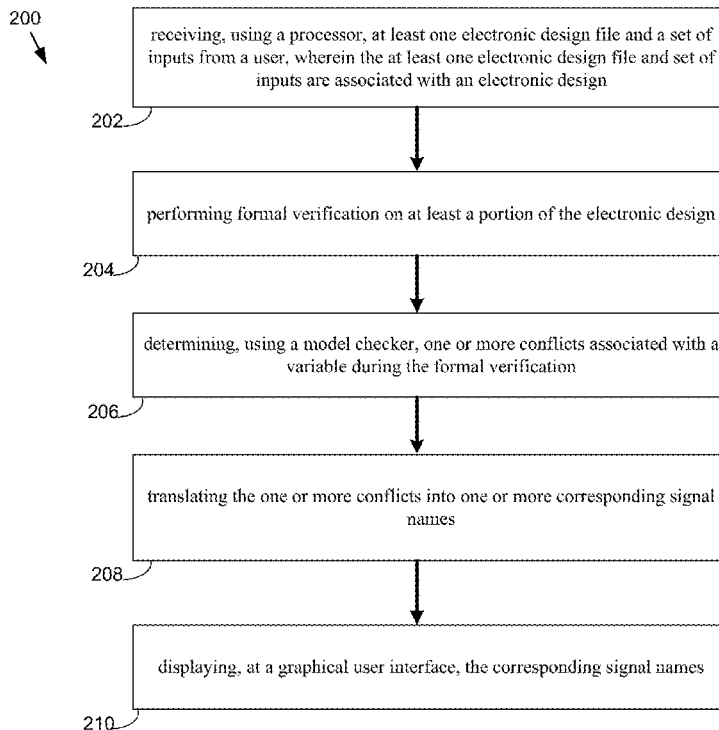 200
receiving, using a processor, at least one electronic design file and a set of
inputs from a user, wherein the at least one electronic design file and set of
inputs are associated with an electronic design
202
performing formal verification on at least a portion of the electronic design
204
determining, using a model checker, one or more conflicts associated with a
variable during the formal verification
206
translating the one or more conflicts into one or more corresponding signal
names
208
displaying, at a graphical user interface, the corresponding signal names
210